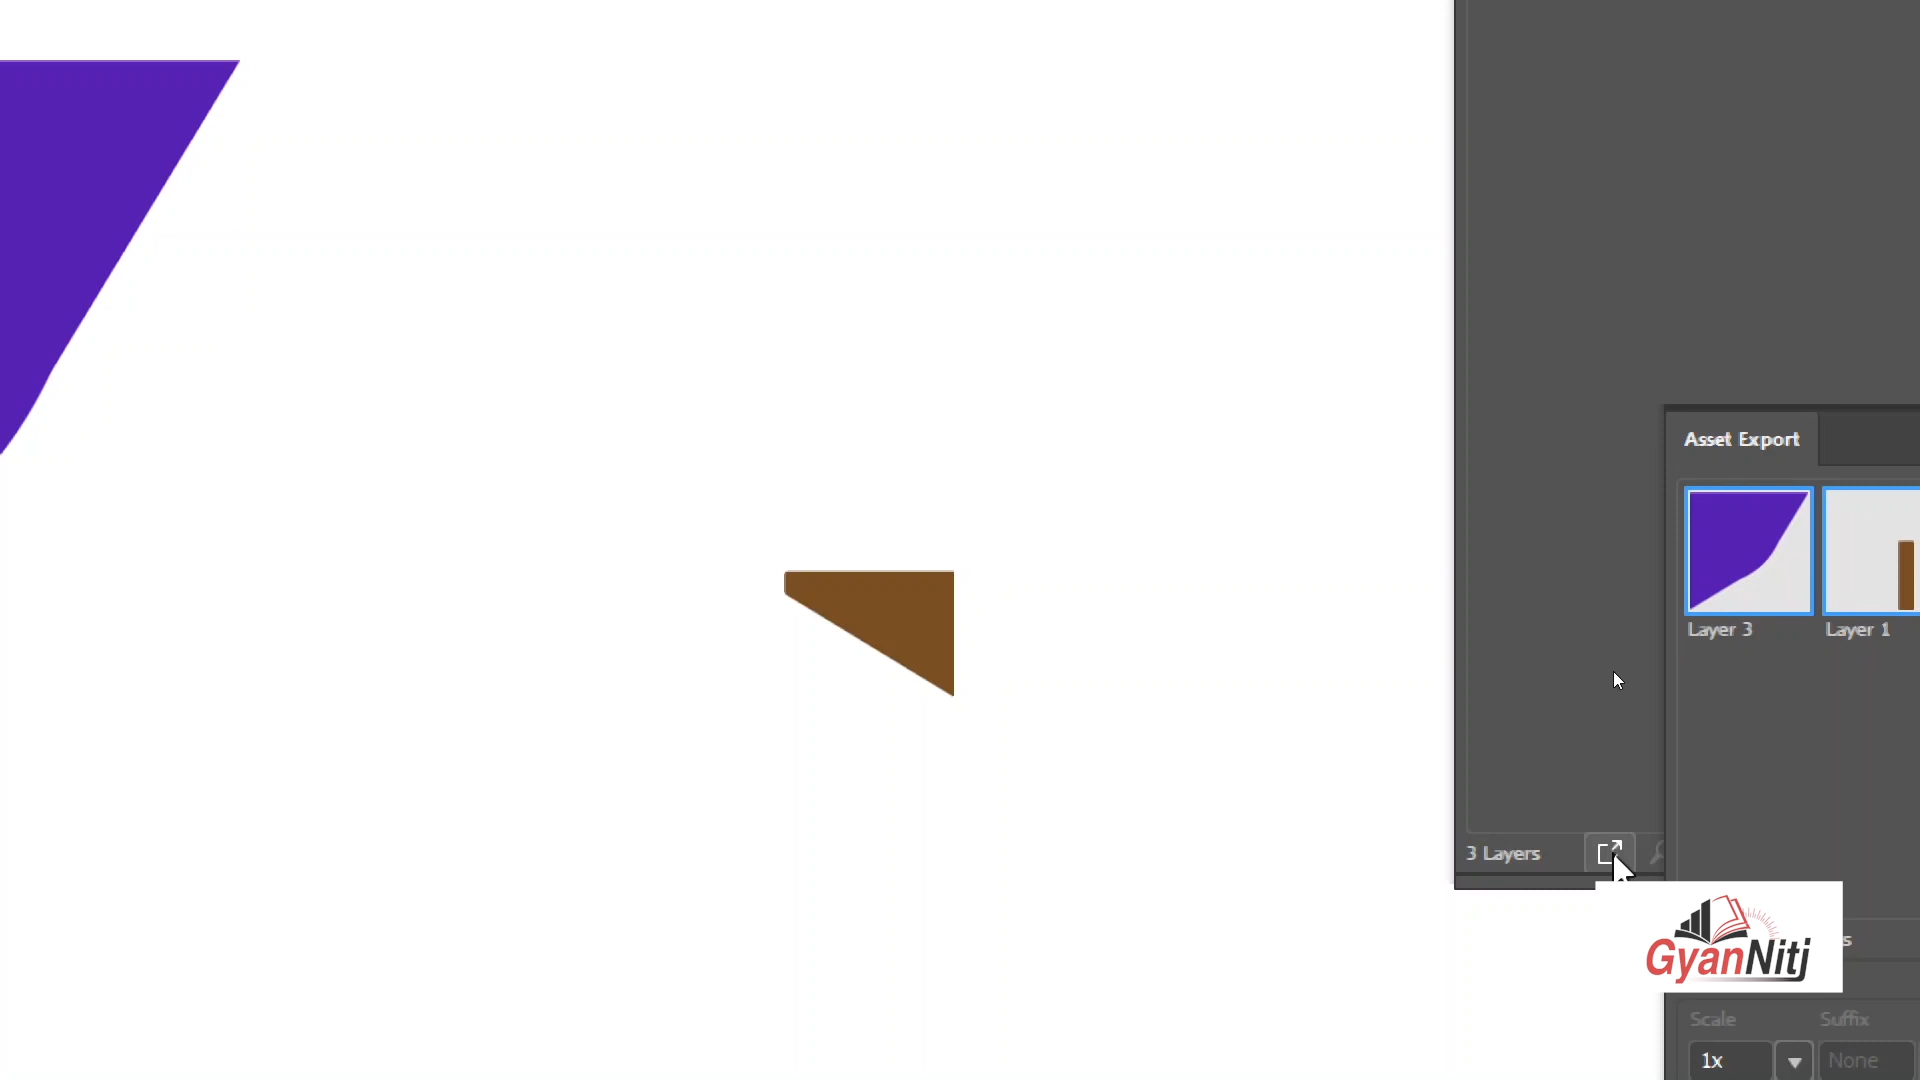 Asset Export
Layer 3
Layer 1
3 Layers
GyanNitj
s
Scale
Suffix
1x
None